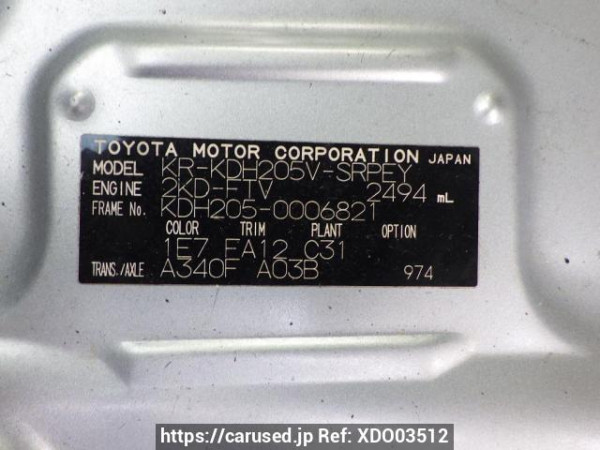 TOYOTA MOTOR CORPORATION JAPAN
MODEL KR-KDH205V-SRPEY
ENGINE 2KD-FTV 2494 mL
FRAME No. KDH205-0006821
COLOR TRIM PLANT OPTION
1E7 FA12 C31
TRANS./AXLE A340F A03B 974
https://carused.jp Ref: XDO03512